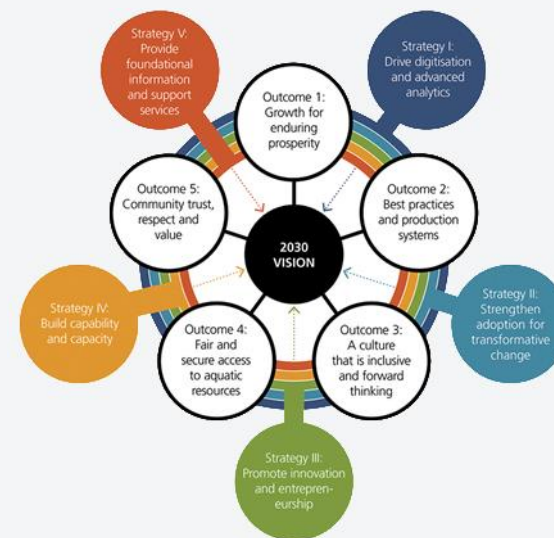 Strategy V:
Provide
foundational
information
and support
services
Strategy I:
Drive digitisation
and advanced
analytics
Outcome 1:
Growth for
enduring
prosperity
Outcome 5:
Community trust,
respect and
value
Outcome 2:
Best practices
and production
systems
2030
VISION
Strategy IV:
Build capability
and capacity
Strategy II:
Strengthen
adoption for
transformative
change
Outcome 4:
Fair and
secure access
to aquatic
resources
Outcome 3:
A culture
that is inclusive
and forward
thinking
Strategy III:
Promote innovation
and entrepren-
eurship